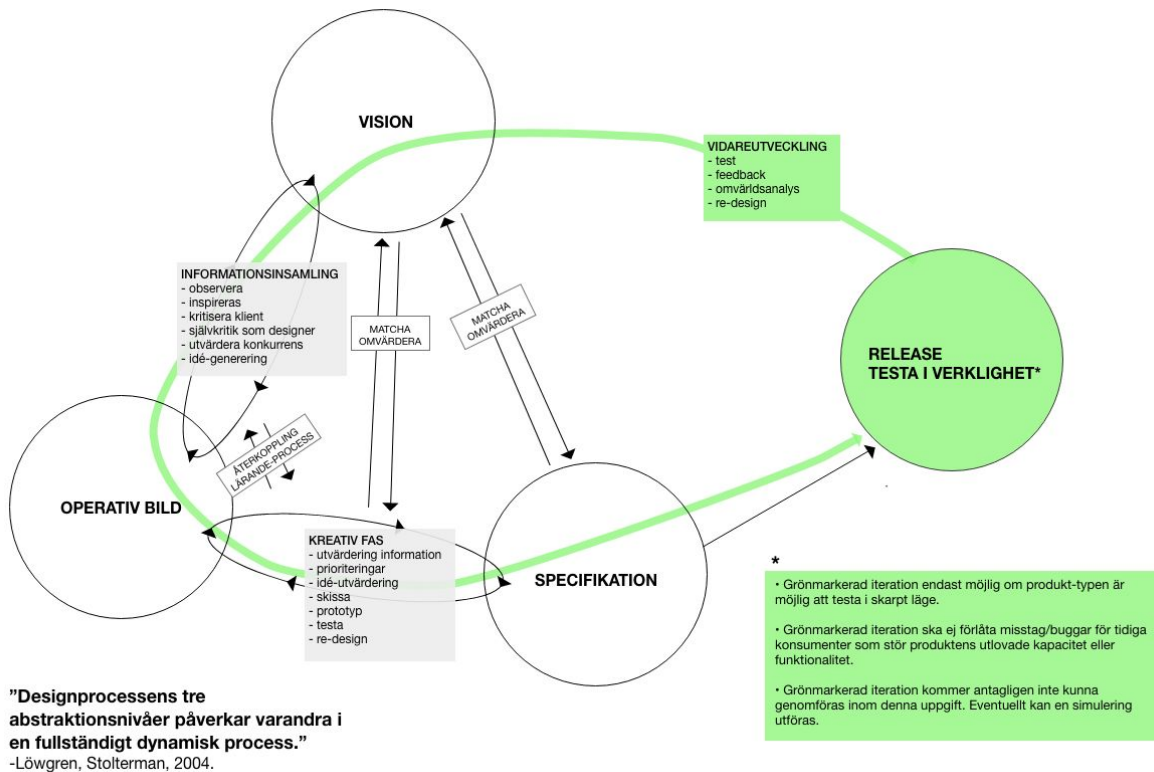 VISION
VIDAREUTVECKLING
- test
- feedback
- omvärldsanalys
- re-design
INFORMATIONSINSAMLING
- observera
- inspireras
- kritisera klient
- självkritik som designer
- utvärdera konkurrens
- idé-generering
MATCHA
OMVÄRDERA
MATCHA
OMVÄRDERA
RELEASE
TESTA I VERKLIGHET*
ÅTERKOPPLING
LÄRANDE-PROCESS
OPERATIV BILD
KREATIV FAS
- utvärdering information
- prioriteringar
- idé-utvärdering
- skissa
- prototyp
- testa
- re-design
SPECIFIKATION
*
• Grönmarkerad iteration endast möjlig om produkt-typen är
möjlig att testa i skarpt läge.
• Grönmarkerad iteration ska ej förlåta misstag/buggar för tidiga
konsumenter som stör produktens utlovade kapacitet eller
funktionalitet.
• Grönmarkerad iteration kommer antagligen inte kunna
genomföras inom denna uppgift. Eventuellt kan en simulering
utföras.
”Designprocessens tre
abstraktionsnivåer påverkar varandra i
en fullständigt dynamisk process.”
-Löwgren, Stolterman, 2004.